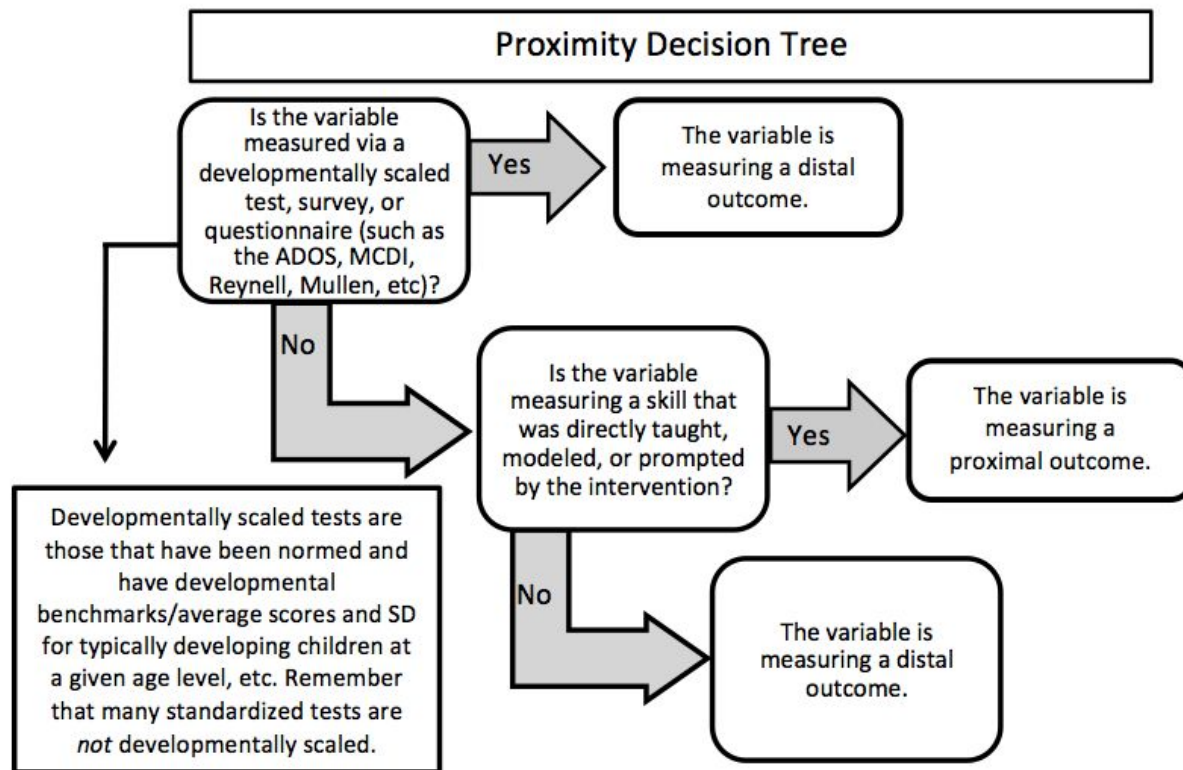 Proximity Decision Tree
Is the variable
measured via a
developmentally scaled
test, survey, or
questionnaire (such as
the ADOS, MCDI,
Reynell, Mullen, etc)?
Yes
The variable is
measuring a distal
outcome.
No
Is the variable
measuring a skill that
was directly taught,
modeled, or prompted
by the intervention?
Yes
The variable is
measuring a
proximal outcome.
Developmentally scaled tests are
those that have been normed and
have developmental
benchmarks/average scores and SD
for typically developing children at
a given age level, etc. Remember
that many standardized tests are
not developmentally scaled.
No
The variable is
measuring a distal
outcome.